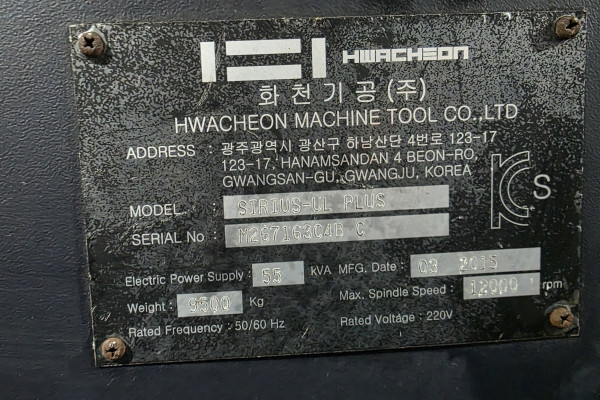 HWACHEON
화천기공(주)
HWACHEON MACHINE TOOL CO.,LTD
ADDRESS : 광주광역시 광산구 하남산단 4번로 123-17
123-17, HANAMSANDAN 4 BEON-RO,
GWANGSAN-GU, GWANGJU, KOREA
S
MODEL : SIRIUS-UL PLUS
SERIAL No : M297163C4B C
Electric Power Supply : 55 KVA MFG. Date : 03 2015
Weight : 9500 Kg Max. Spindle Speed : 12000 rpm
Rated Frequency : 50/60 Hz Rated Voltage : 220V